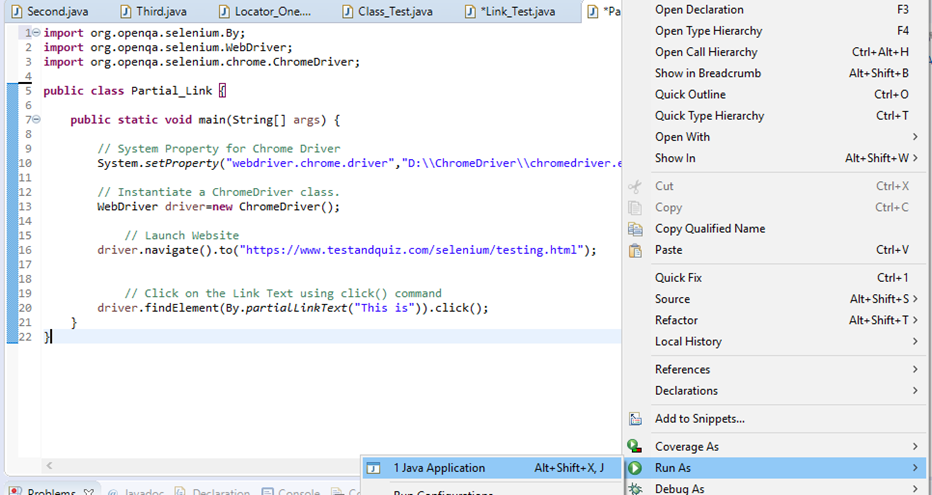 Second.java Third.java Locator_One.... Class_Test.java *Link_Test.java *Pa
1 import org.openqa.selenium.By;
2 import org.openqa.selenium.WebDriver;
3 import org.openqa.selenium.chrome.ChromeDriver;
4
5 public class Partial_Link {
6
7 public static void main(String[] args) {
8
9 // System Property for Chrome Driver
10 System.setProperty("webdriver.chrome.driver","D:\\ChromeDriver\\chromedriver.e
11
12 // Instantiate a ChromeDriver class.
13 WebDriver driver=new ChromeDriver();
14
15 // Launch Website
16 driver.navigate().to("https://www.testandquiz.com/selenium/testing.html");
17
18
19 // Click on the Link Text using click() command
20 driver.findElement(By.partialLinkText("This is")).click();
21 }
22 }
Open Declaration F3
Open Type Hierarchy F4
Open Call Hierarchy Ctrl+Alt+H
Show in Breadcrumb Alt+Shift+B
Quick Outline Ctrl+O
Quick Type Hierarchy Ctrl+T
Open With
Show In Alt+Shift+W
Cut Ctrl+X
Copy Ctrl+C
Copy Qualified Name
Paste Ctrl+V
Quick Fix Ctrl+1
Source Alt+Shift+S
Refactor Alt+Shift+T
Local History
References
Declarations
Add to Snippets...
Coverage As
Run As
Debug As
1 Java Application Alt+Shift+X, J
Run Configurations
Problems Javadoc Declaration Console Co